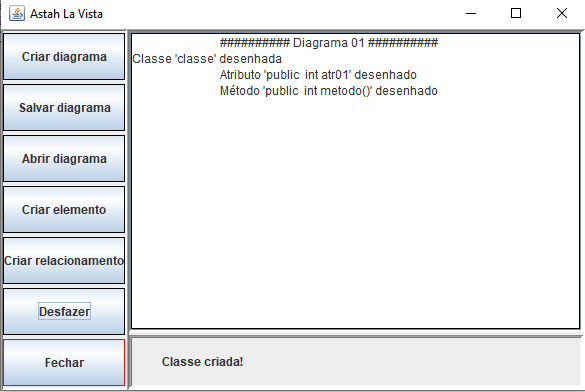 Astah La Vista
Criar diagrama
Salvar diagrama
Abrir diagrama
Criar elemento
Criar relacionamento
Desfazer
Fechar
########## Diagrama 01 ##########
Classe 'classe' desenhada
Atributo 'public  int atr01' desenhado
Método 'public  int metodo()' desenhado
Classe criada!